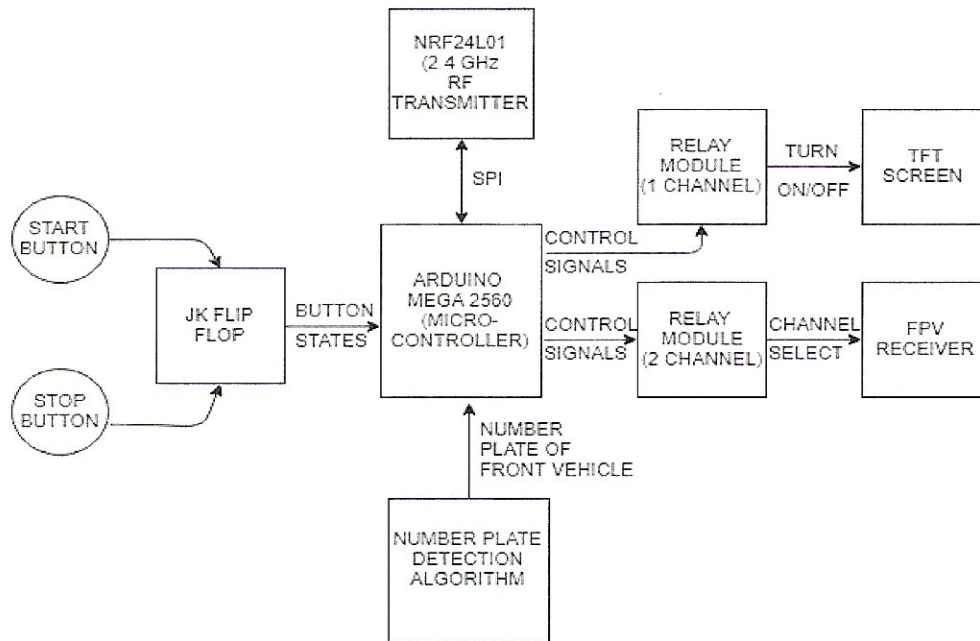 NRF24L01
(2.4 GHz
RF
TRANSMITTER
SPI
START
BUTTON
STOP
BUTTON
JK FLIP
FLOP
BUTTON
STATES
ARDUINO
MEGA 2560
(MICRO-
CONTROLLER)
CONTROL
SIGNALS
CONTROL
SIGNALS
RELAY
MODULE
(1 CHANNEL)
TURN
ON/OFF
TFT
SCREEN
RELAY
MODULE
(2 CHANNEL)
CHANNEL
SELECT
FPV
RECEIVER
NUMBER
PLATE OF
FRONT VEHICLE
NUMBER PLATE
DETECTION
ALGORITHM